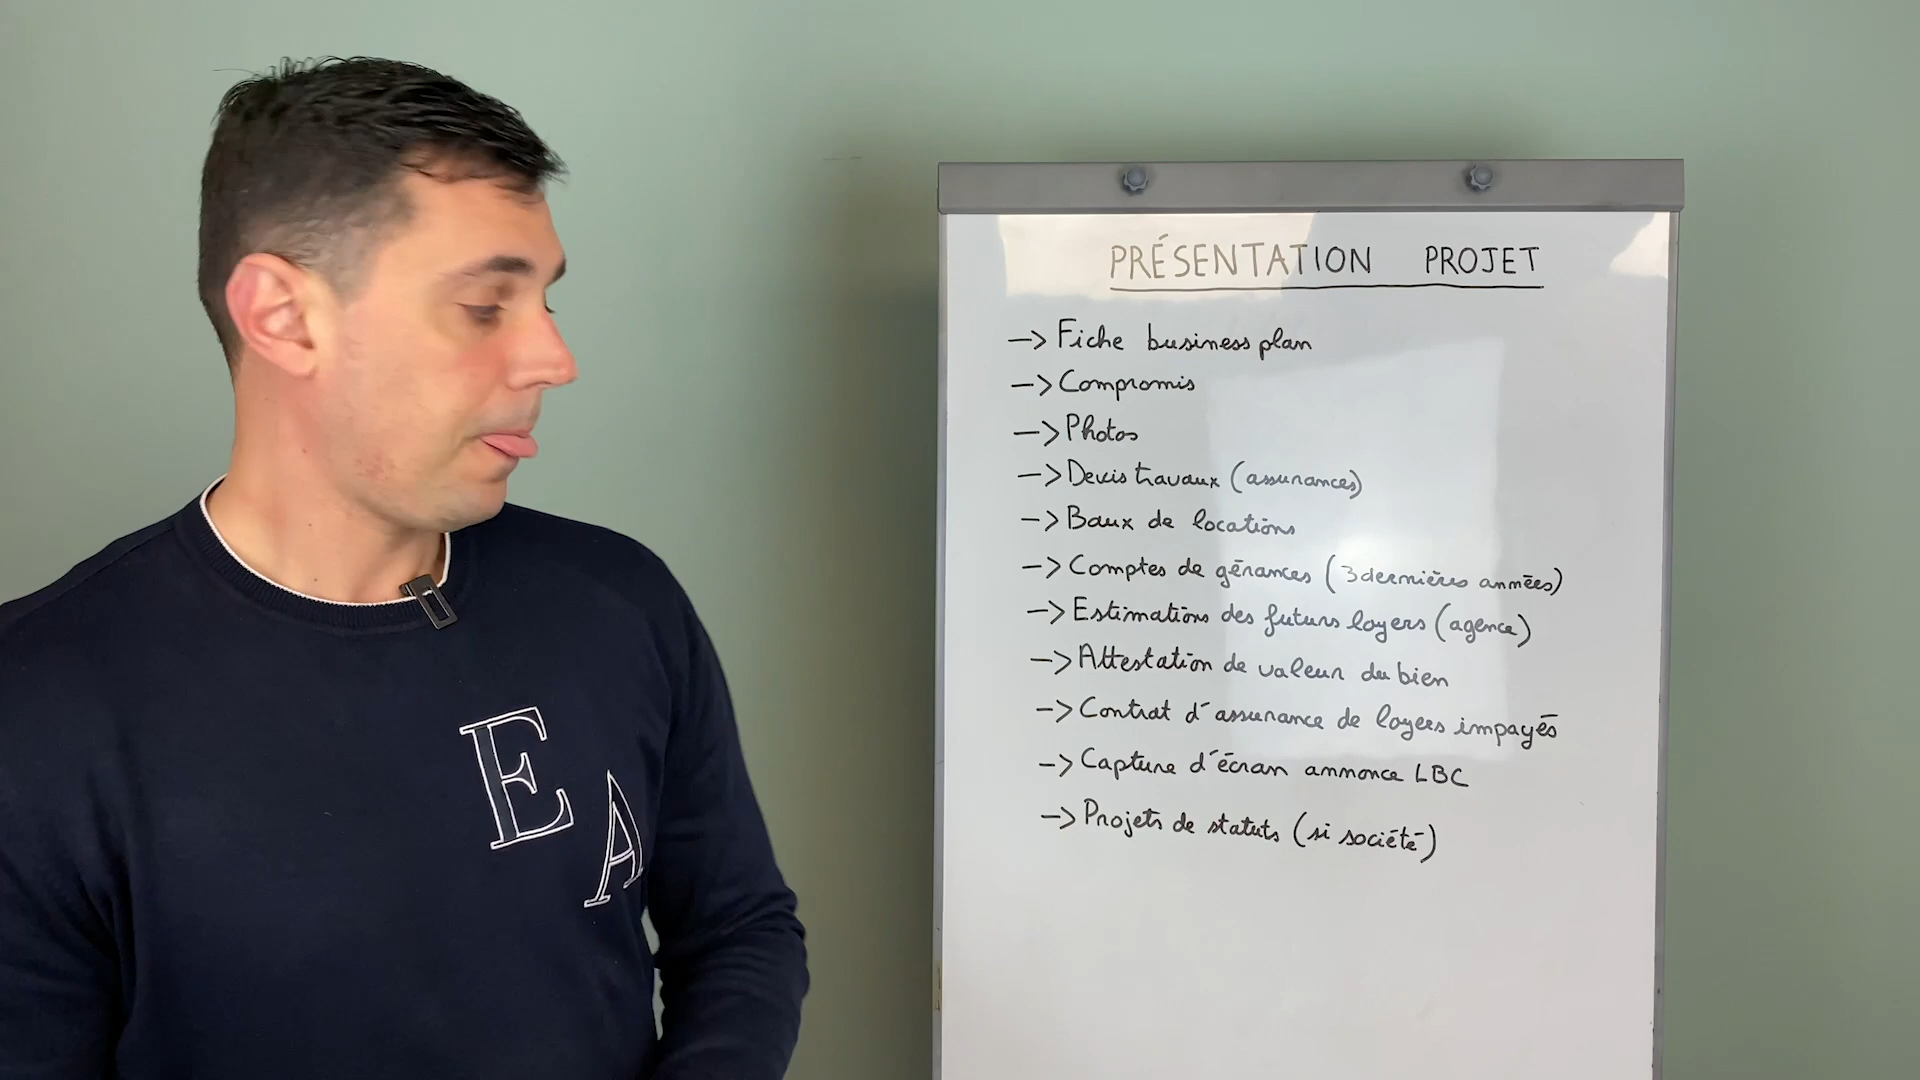 PRÉSENTATION PROJET
-> Fiche business plan
-> Compromis
-> Photos
-> Devis travaux (assurances)
-> Baux de locations
-> Comptes de gérances (3 dernières années)
-> Estimations des futurs loyers (agence)
-> Attestation de valeur du bien
-> Contrat d'assurance de loyers impayés
-> Capture d'écran annonce LBC
-> Projets de statuts (si société)
E
A